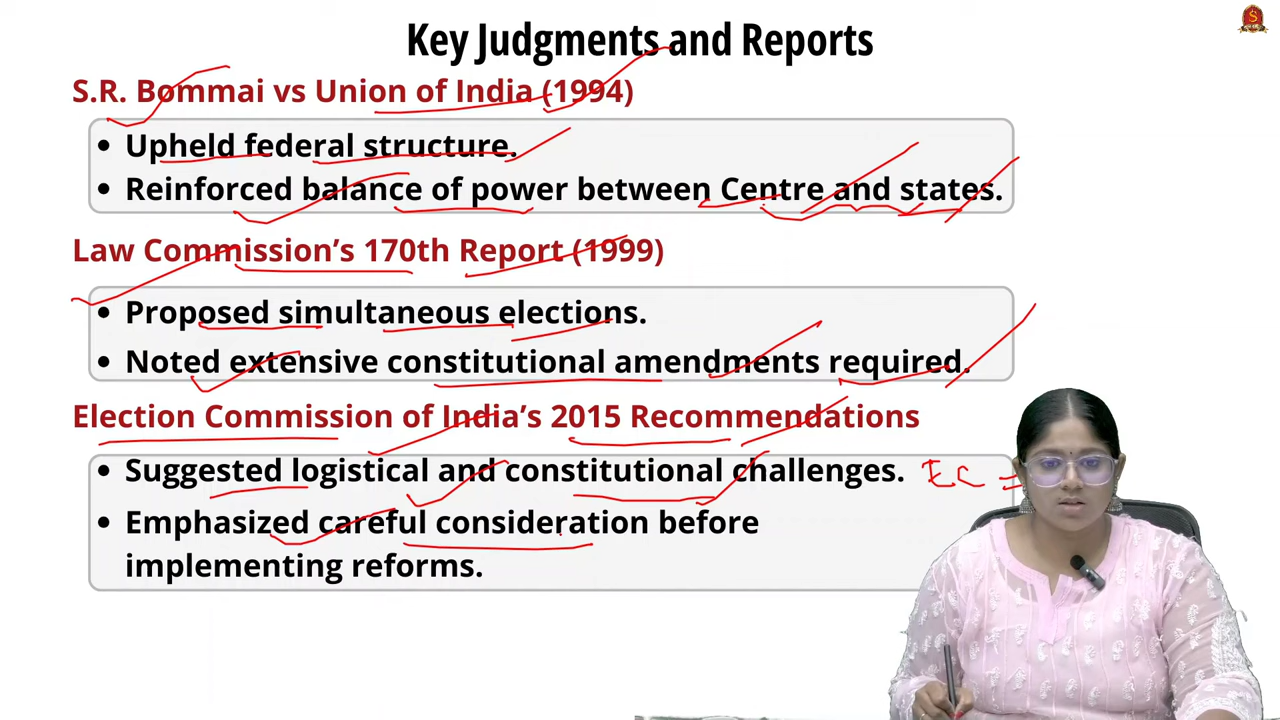 Key Judgments and Reports
S.R. Bommai vs Union of India (1994)
• Upheld federal structure.
• Reinforced balance of power between Centre and states.
Law Commission's 170th Report (1999)
• Proposed simultaneous elections.
• Noted extensive constitutional amendments required.
Election Commission of India's 2015 Recommendations
• Suggested logistical and constitutional challenges.
EC =
• Emphasized careful consideration before
implementing reforms.